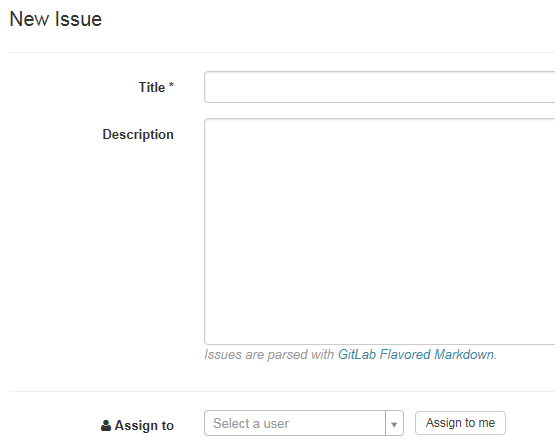 New Issue
Title *
Description
Issues are parsed with GitLab Flavored Markdown.
Assign to Select a user Assign to me